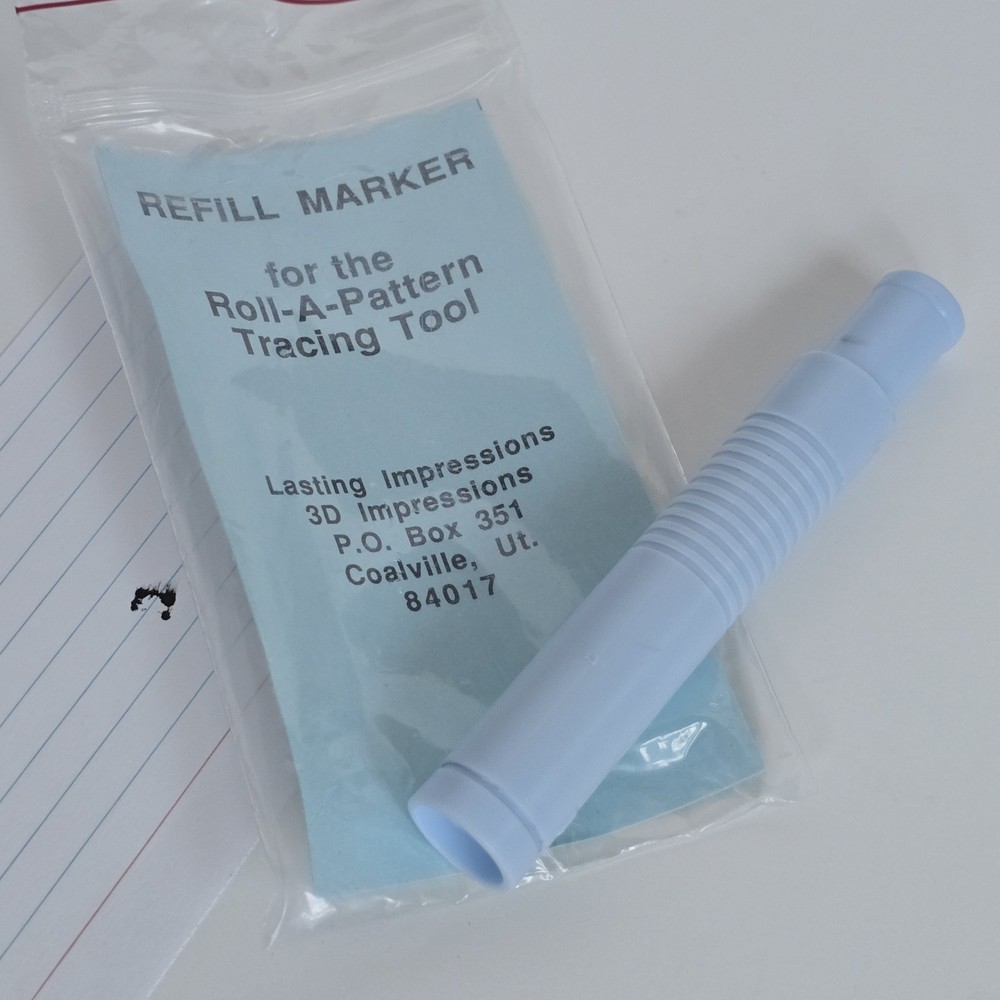 REFILL MARKER
for the
Roll-A-Pattern
Tracing Tool
Lasting Impressions
3D Impressions
P.O. Box 351
Coalville, Ut.
84017